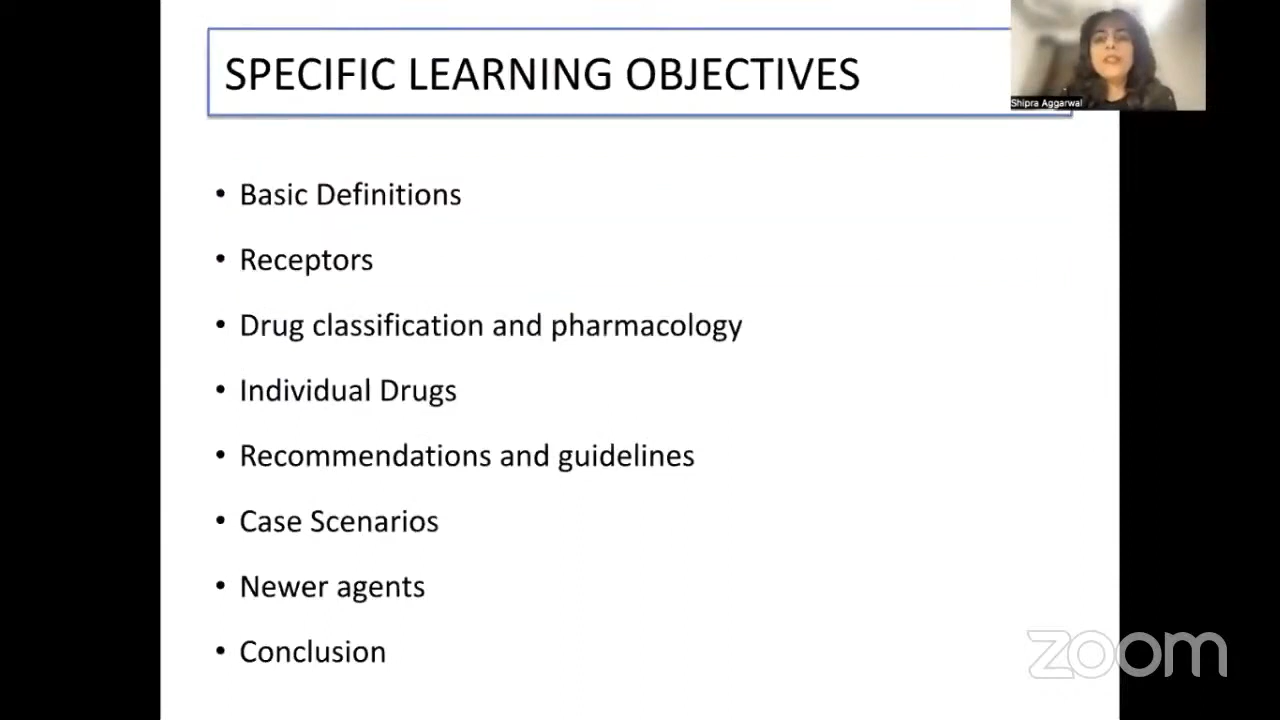 SPECIFIC LEARNING OBJECTIVES
Shipra Aggarwal
• Basic Definitions
• Receptors
• Drug classification and pharmacology
• Individual Drugs
• Recommendations and guidelines
• Case Scenarios
• Newer agents
• Conclusion
zoom